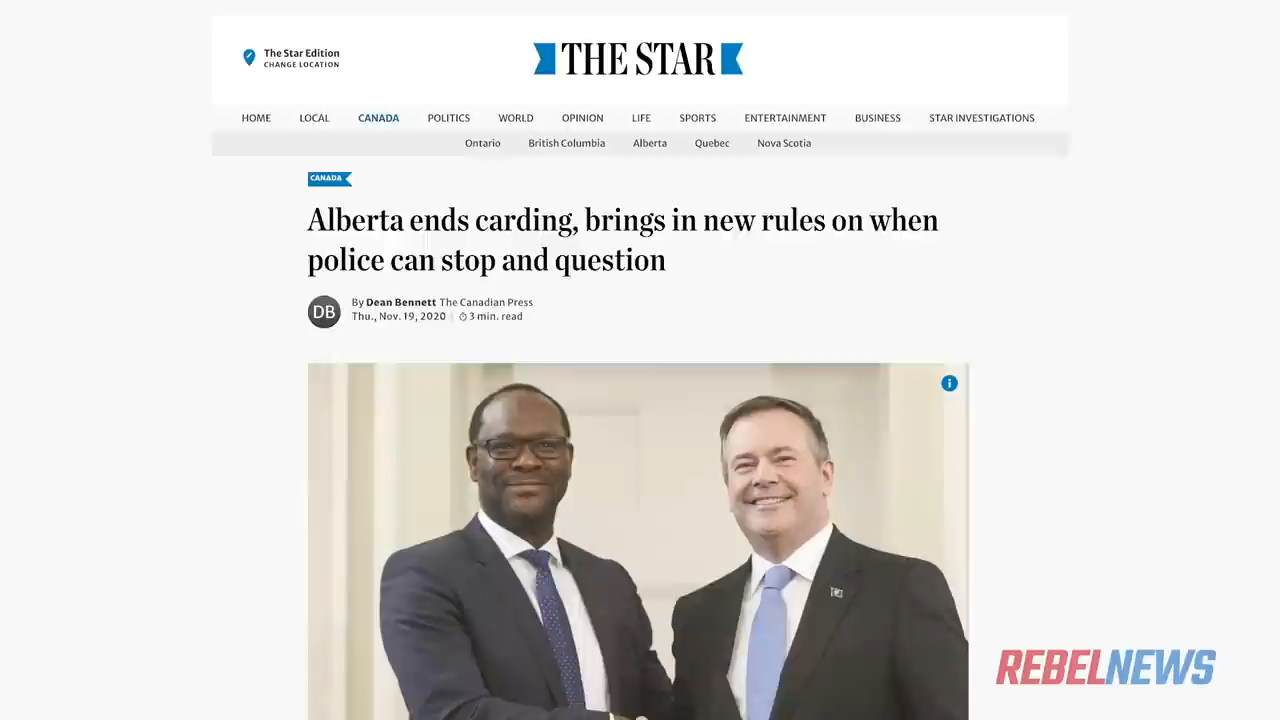 The Star Edition
CHANGE LOCATION
THE STAR
HOME LOCAL CANADA POLITICS WORLD OPINION LIFE SPORTS ENTERTAINMENT BUSINESS STAR INVESTIGATIONS
Ontario British Columbia Alberta Quebec Nova Scotia
CANADA
Alberta ends carding, brings in new rules on when
police can stop and question
DB
By Dean Bennett The Canadian Press
Thu., Nov. 19, 2020 | 3 min. read
i
REBELNEWS